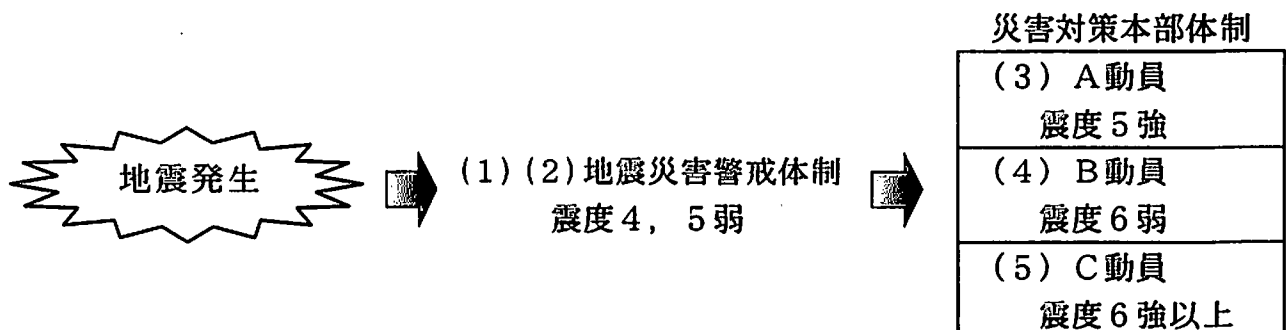 災害対策本部体制
(3) A動員
震度5強
地震発生
(1)(2)地震災害警戒体制
震度4,5弱
(4) B動員
震度6弱
(5) C動員
震度6強以上